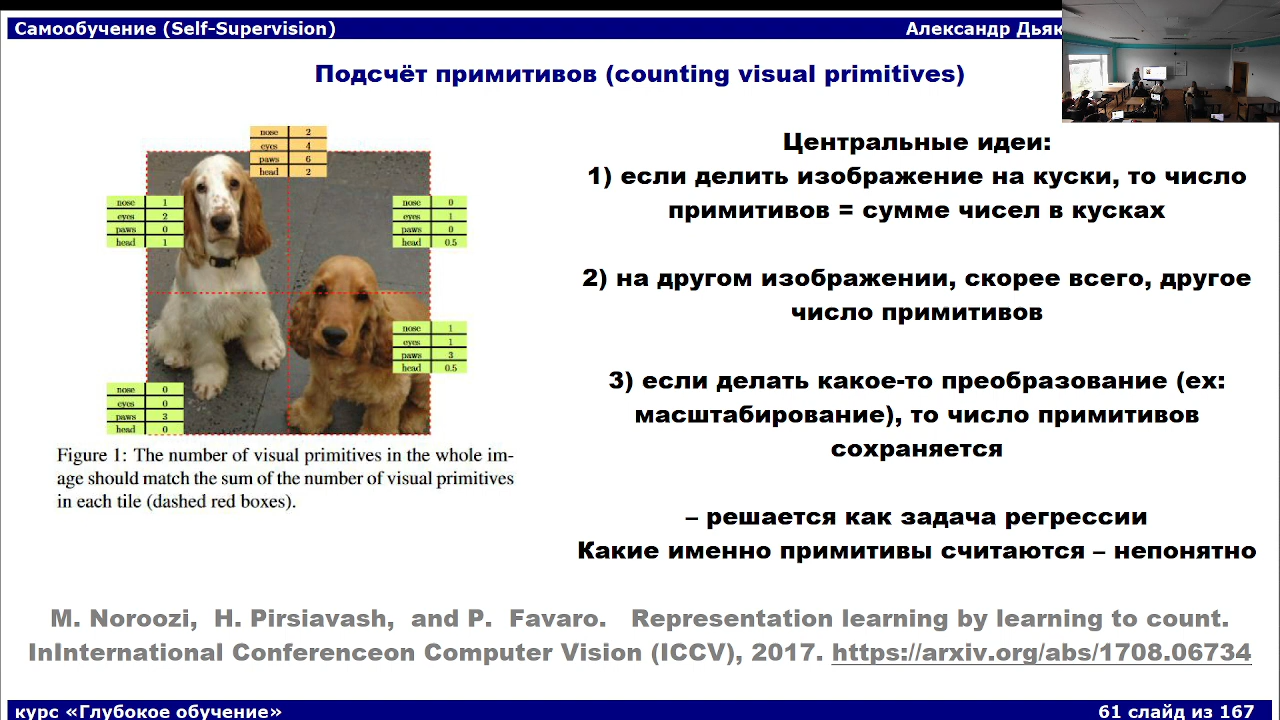 Самообучение (Self-Supervision)
Александр Дьяк
Подсчёт примитивов (counting visual primitives)
nose 2
eyes 4
paws 6
head 2
nose 1
eyes 2
paws 0
head 1
nose 0
eyes 1
paws 0
head 0.5
nose 1
eyes 1
paws 3
head 0.5
nose 0
eyes 0
paws 3
head 0
Figure 1: The number of visual primitives in the whole im-
age should match the sum of the number of visual primitives
in each tile (dashed red boxes).
Центральные идеи:
1) если делить изображение на куски, то число
примитивов = сумме чисел в кусках
2) на другом изображении, скорее всего, другое
число примитивов
3) если делать какое-то преобразование (ex:
масштабирование), то число примитивов
сохраняется
– решается как задача регрессии
Какие именно примитивы считаются – непонятно
M. Noroozi, H. Pirsiavash, and P. Favaro. Representation learning by learning to count.
InInternational Conferenceon Computer Vision (ICCV), 2017. https://arxiv.org/abs/1708.06734
курс «Глубокое обучение»
61 слайд из 167